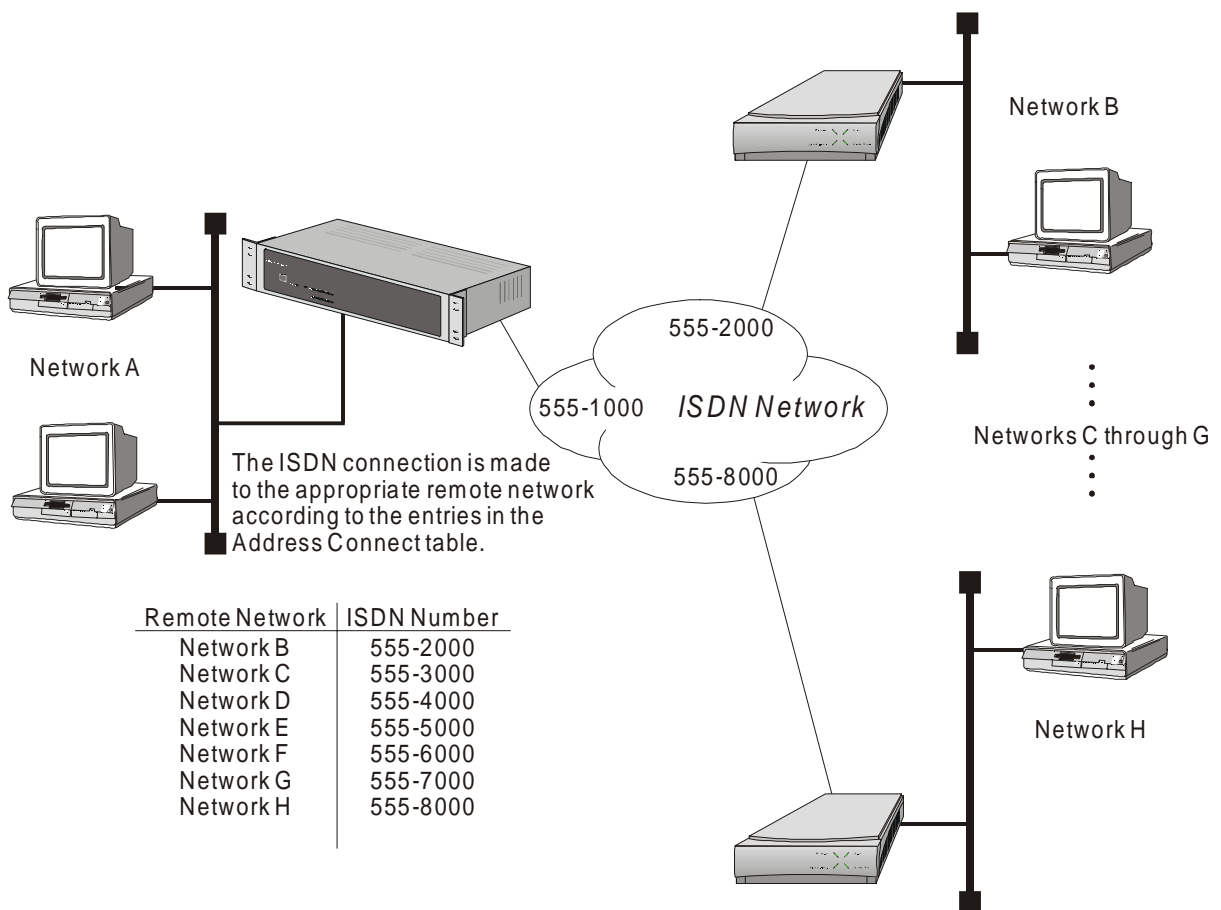 Network B
555-2000
Network A
555-1000
ISDN Network
Networks C through G
555-8000
The ISDN connection is made
to the appropriate remote network
according to the entries in the
Address Connect table.
Remote Network ISDN Number
Network B 555-2000
Network C 555-3000
Network D 555-4000
Network E 555-5000
Network F 555-6000
Network G 555-7000
Network H 555-8000
Network H